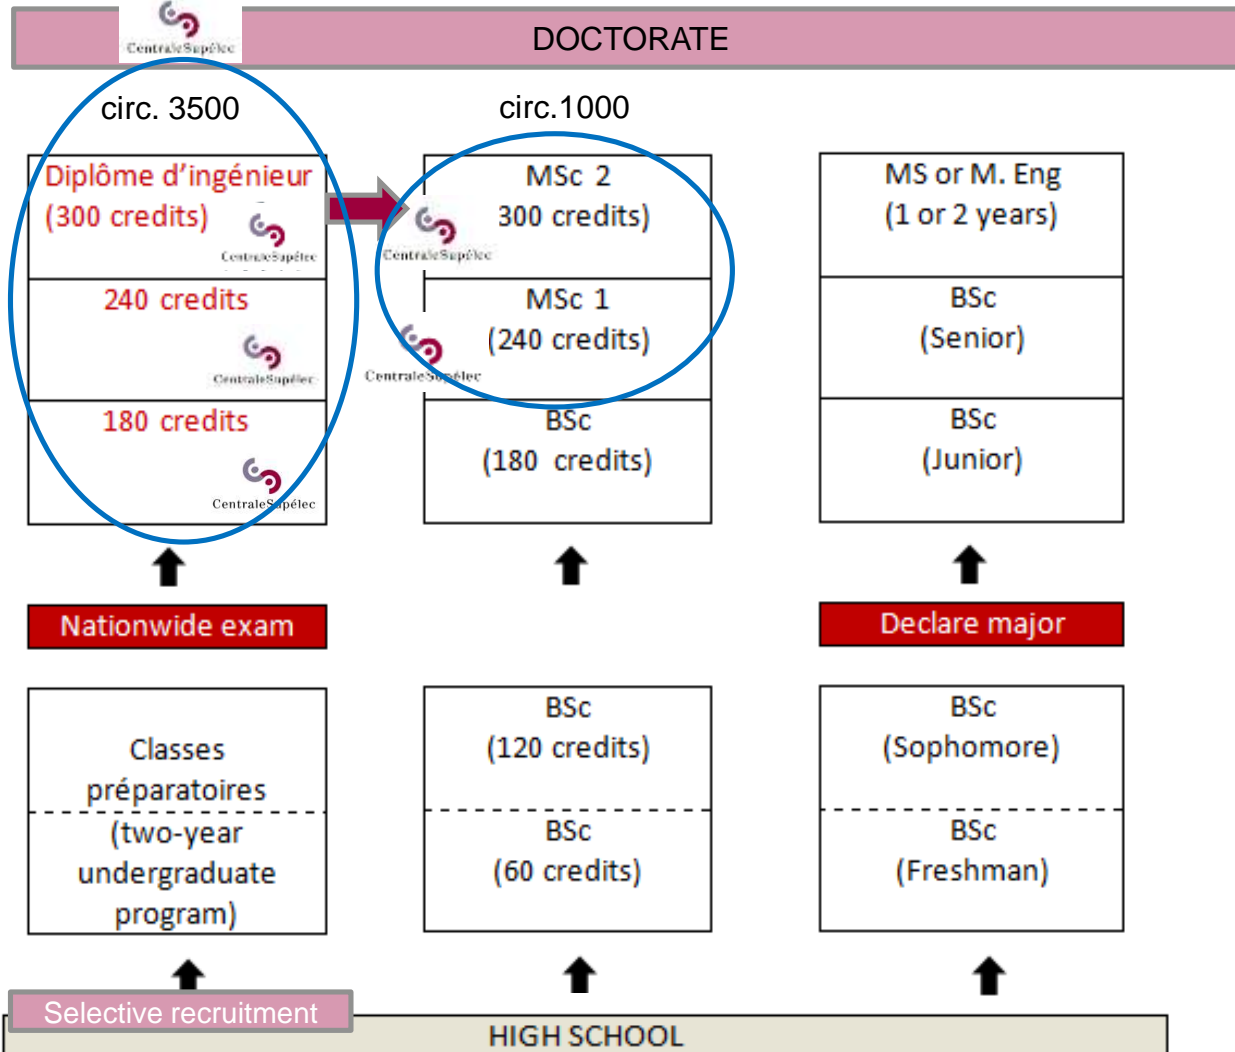 CentraleSupélec
DOCTORATE
circ. 3500
circ.1000
Diplôme d'ingénieur
(300 credits)
CentraleSupélec
240 credits
CentraleSupélec
180 credits
CentraleSupélec
MSc 2
300 credits)
CentraleSupélec
MSc 1
(240 credits)
CentraleSupélec
BSc
(180 credits)
MS or M. Eng
(1 or 2 years)
BSc
(Senior)
BSc
(Junior)
Nationwide exam
Declare major
Classes
préparatoires
(two-year
undergraduate
program)
BSc
(120 credits)
BSc
(60 credits)
BSc
(Sophomore)
BSc
(Freshman)
Selective recruitment
HIGH SCHOOL